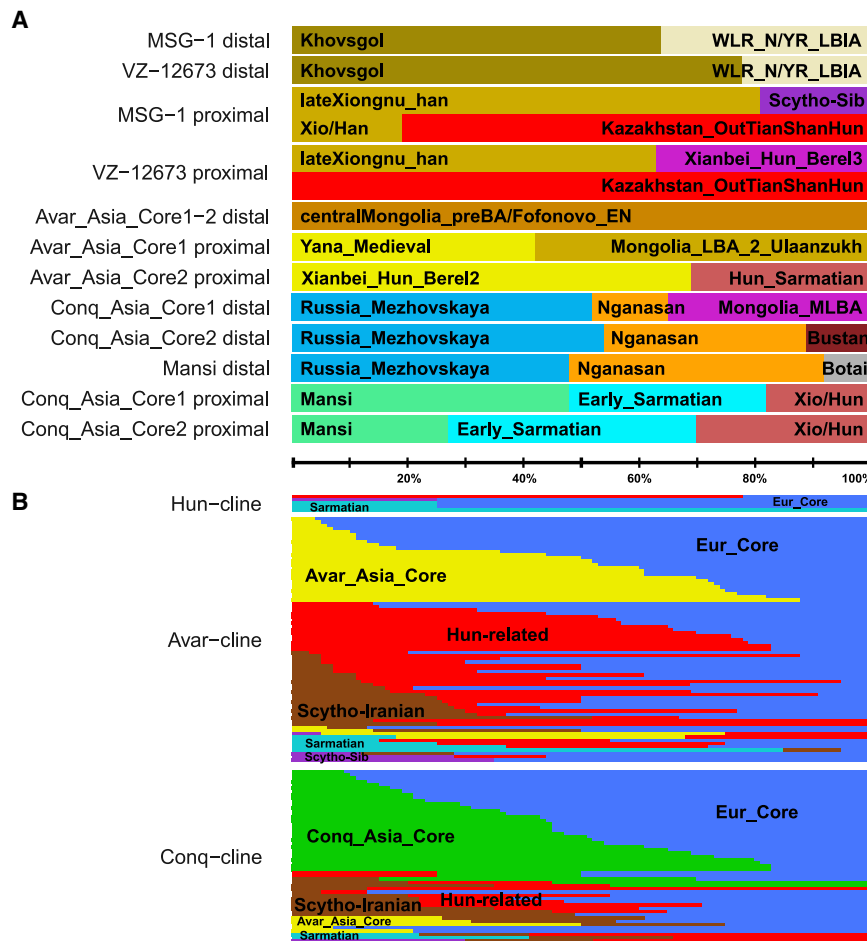 A
MSG-1 distal Khovsgol WLR_N/YR_LBIA
VZ-12673 distal Khovsgol WLR_N/YR_LBIA
MSG-1 proximal lateXiongnu_han Scytho-Sib
Xio/Han Kazakhstan_OutTianShanHun
VZ-12673 proximal lateXiongnu_han Xianbei_Hun_Berel3
Kazakhstan_OutTianShanHun
Avar_Asia_Core1-2 distal centralMongolia_preBA/Fofonovo_EN
Avar_Asia_Core1 proximal Yana_Medieval Mongolia_LBA_2_Ulaanzukh
Avar_Asia_Core2 proximal Xianbei_Hun_Berel2 Hun_Sarmatian
Conq_Asia_Core1 distal Russia_Mezhovskaya Nganasan Mongolia_MLBA
Conq_Asia_Core2 distal Russia_Mezhovskaya Nganasan Bustan
Mansi distal Russia_Mezhovskaya Nganasan Botai
Conq_Asia_Core1 proximal Mansi Early_Sarmatian Xio/Hun
Conq_Asia_Core2 proximal Mansi Early_Sarmatian Xio/Hun
20% 40% 60% 80% 100%
B
Hun-cline Sarmatian Eur_Core
Eur_Core
Avar_Asia_Core
Avar-cline Hun-related
Scytho-Iranian
Sarmatian
Scytho-Sib
Eur_Core
Conq_Asia_Core
Conq-cline
Scytho-Iranian Hun-related
Avar_Asia_Core
Sarmatian